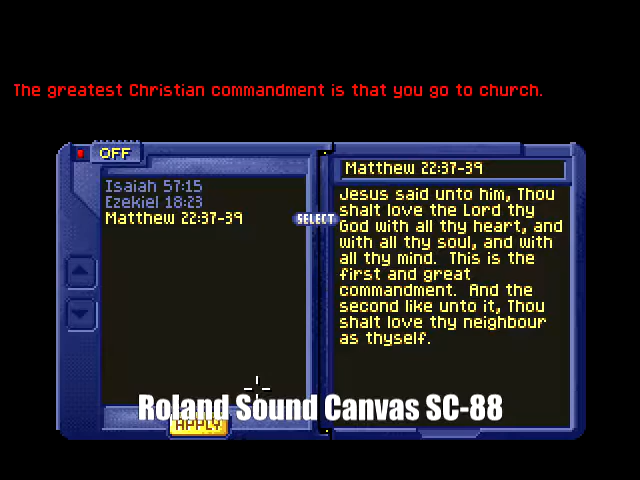 The greatest Christian commandment is that you go to church.
OFF
Isaiah 57:15
Ezekiel 18:23
Matthew 22:37-39
SELECT
Matthew 22:37-39
Jesus said unto him, Thou
shalt love the Lord thy
God with all thy heart, and
with all thy soul, and with
all thy mind.  This is the
first and great
commandment.  And the
second like unto it, Thou
shalt love thy neighbour
as thyself.
Roland Sound Canvas SC-88
APPLY